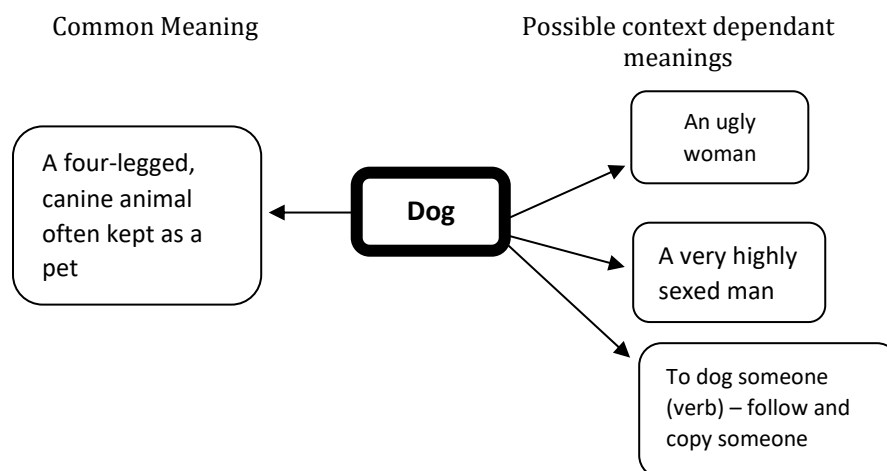 Common Meaning
Possible context dependant
meanings
A four-legged,
canine animal
often kept as a
pet
Dog
An ugly
woman
A very highly
sexed man
To dog someone
(verb) – follow and
copy someone